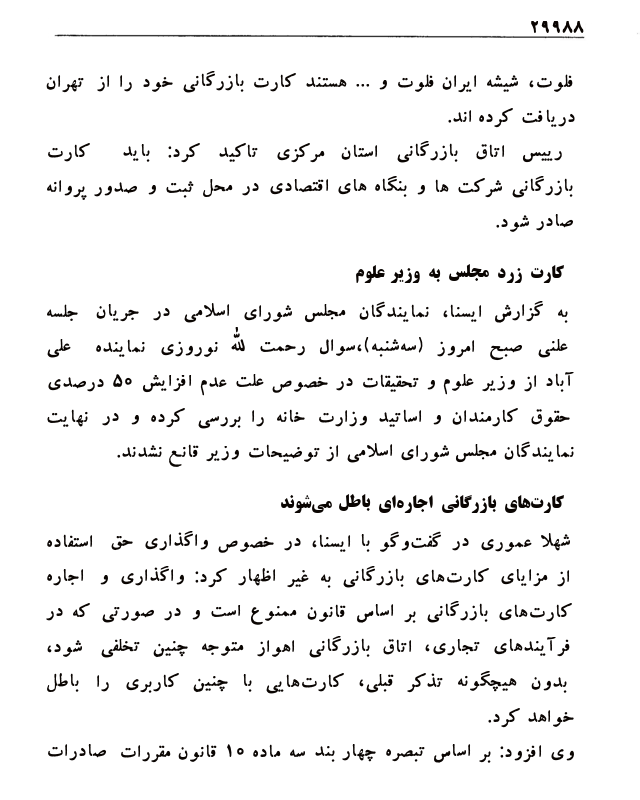 ۲۹۹۸۸
فلوت، شیشه ایران فلوت و ... هستند کارت بازرگانی خود را از تهران
دریافت کرده اند.
رییس اتاق بازرگانی استان مرکزی تاکید کرد: باید کارت
بازرگانی شرکت ها و بنگاه های اقتصادی در محل ثبت و صدور پروانه
صادر شود.
کارت زرد مجلس به وزیر علوم
به گزارش ایسنا، نمایندگان مجلس شورای اسلامی در جریان جلسه
علنی صبح امروز (سه‌شنبه)،سوال رحمت لله نوروزی نماینده علی
آباد از وزیر علوم و تحقیقات در خصوص علت عدم افزایش ۵۰ درصدی
حقوق کارمندان و اساتید وزارت خانه را بررسی کرده و در نهایت
نمایندگان مجلس شورای اسلامی از توضیحات وزیر قانع نشدند.
کارت‌های بازرگانی اجاره‌ای باطل می‌شوند
شهلا عموری در گفت‌وگو با ایسنا، در خصوص واگذاری حق استفاده
از مزایای کارت‌های بازرگانی به غیر اظهار کرد: واگذاری و اجاره
کارت‌های بازرگانی بر اساس قانون ممنوع است و در صورتی که در
فرآیندهای تجاری، اتاق بازرگانی اهواز متوجه چنین تخلفی شود،
بدون هیچگونه تذکر قبلی، کارت‌هایی با چنین کاربری را باطل
خواهد کرد.
وی افزود: بر اساس تبصره چهار بند سه ماده ۱۰ قانون مقررات صادرات